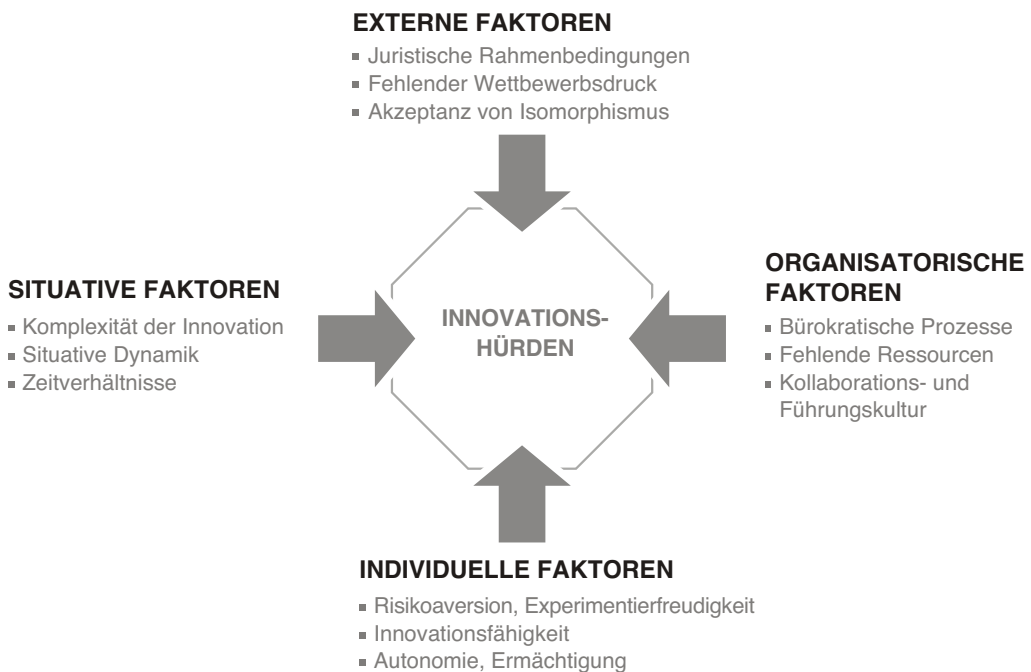 EXTERNE FAKTOREN
▪ Juristische Rahmenbedingungen
▪ Fehlender Wettbewerbsdruck
▪ Akzeptanz von Isomorphismus
SITUATIVE FAKTOREN
▪ Komplexität der Innovation
▪ Situative Dynamik
▪ Zeitverhältnisse
INNOVATIONS-
HÜRDEN
ORGANISATORISCHE
FAKTOREN
▪ Bürokratische Prozesse
▪ Fehlende Ressourcen
▪ Kollaborations- und
Führungskultur
INDIVIDUELLE FAKTOREN
▪ Risikoaversion, Experimentierfreudigkeit
▪ Innovationsfähigkeit
▪ Autonomie, Ermächtigung